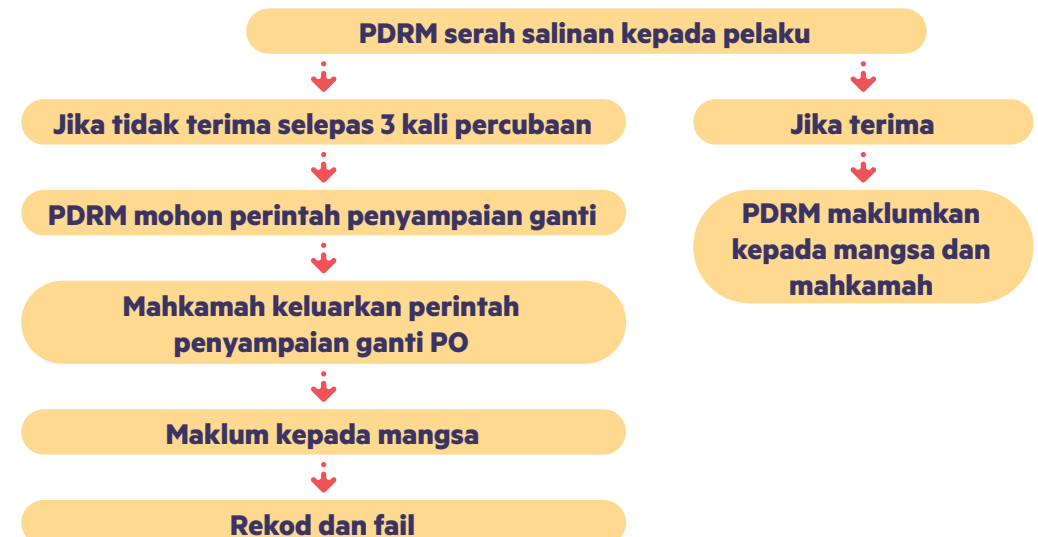 PDRM serah salinan kepada pelaku
Jika tidak terima selepas 3 kali percubaan
PDRM mohon perintah penyampaian ganti
Mahkamah keluarkan perintah
penyampaian ganti PO
Maklum kepada mangsa
Rekod dan fail
Jika terima
PDRM maklumkan
kepada mangsa dan
mahkamah